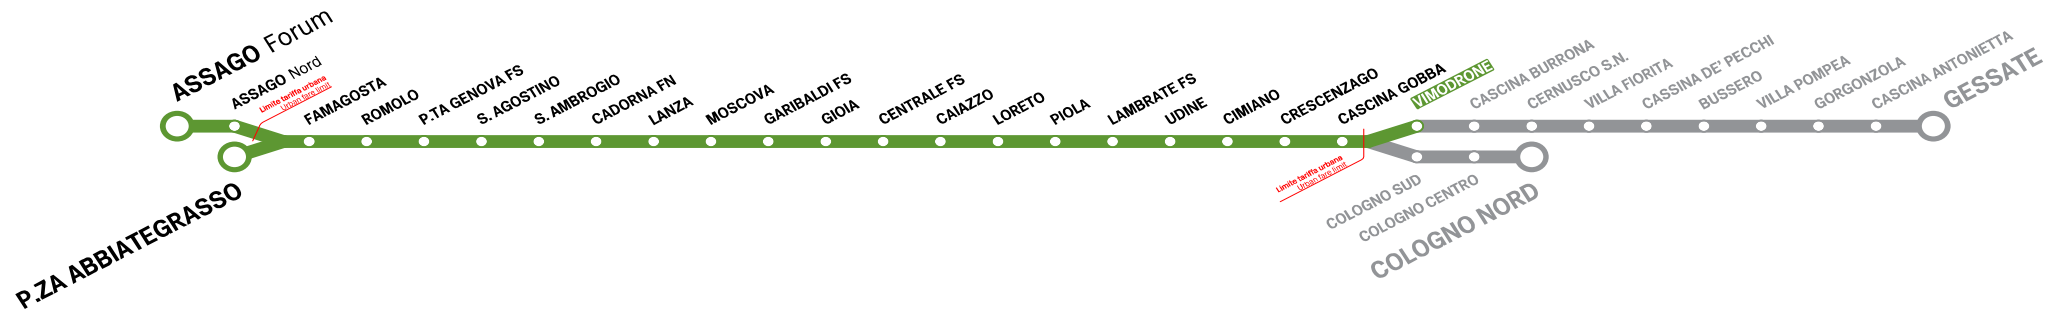 ASSAGO Forum
ASSAGO Nord
Limite tariffa urbana
Urban fare limit
P.ZA ABBIATEGRASSO
FAMAGOSTA
ROMOLO
P.TA GENOVA FS
S. AGOSTINO
S. AMBROGIO
CADORNA FN
LANZA
MOSCOVA
GARIBALDI FS
GIOIA
CENTRALE FS
CAIAZZO
LORETO
PIOLA
LAMBRATE FS
UDINE
CIMIANO
CRESCENZAGO
CASCINA GOBBA
Limite tariffa urbana
Urban fare limit
VIMODRONE
CASCINA BURRONA
CERNUSCO S.N.
VILLA FIORITA
CASSINA DE' PECCHI
BUSSERO
VILLA POMPEA
GORGONZOLA
CASCINA ANTONIETTA
GESSATE
COLOGNO SUD
COLOGNO CENTRO
COLOGNO NORD